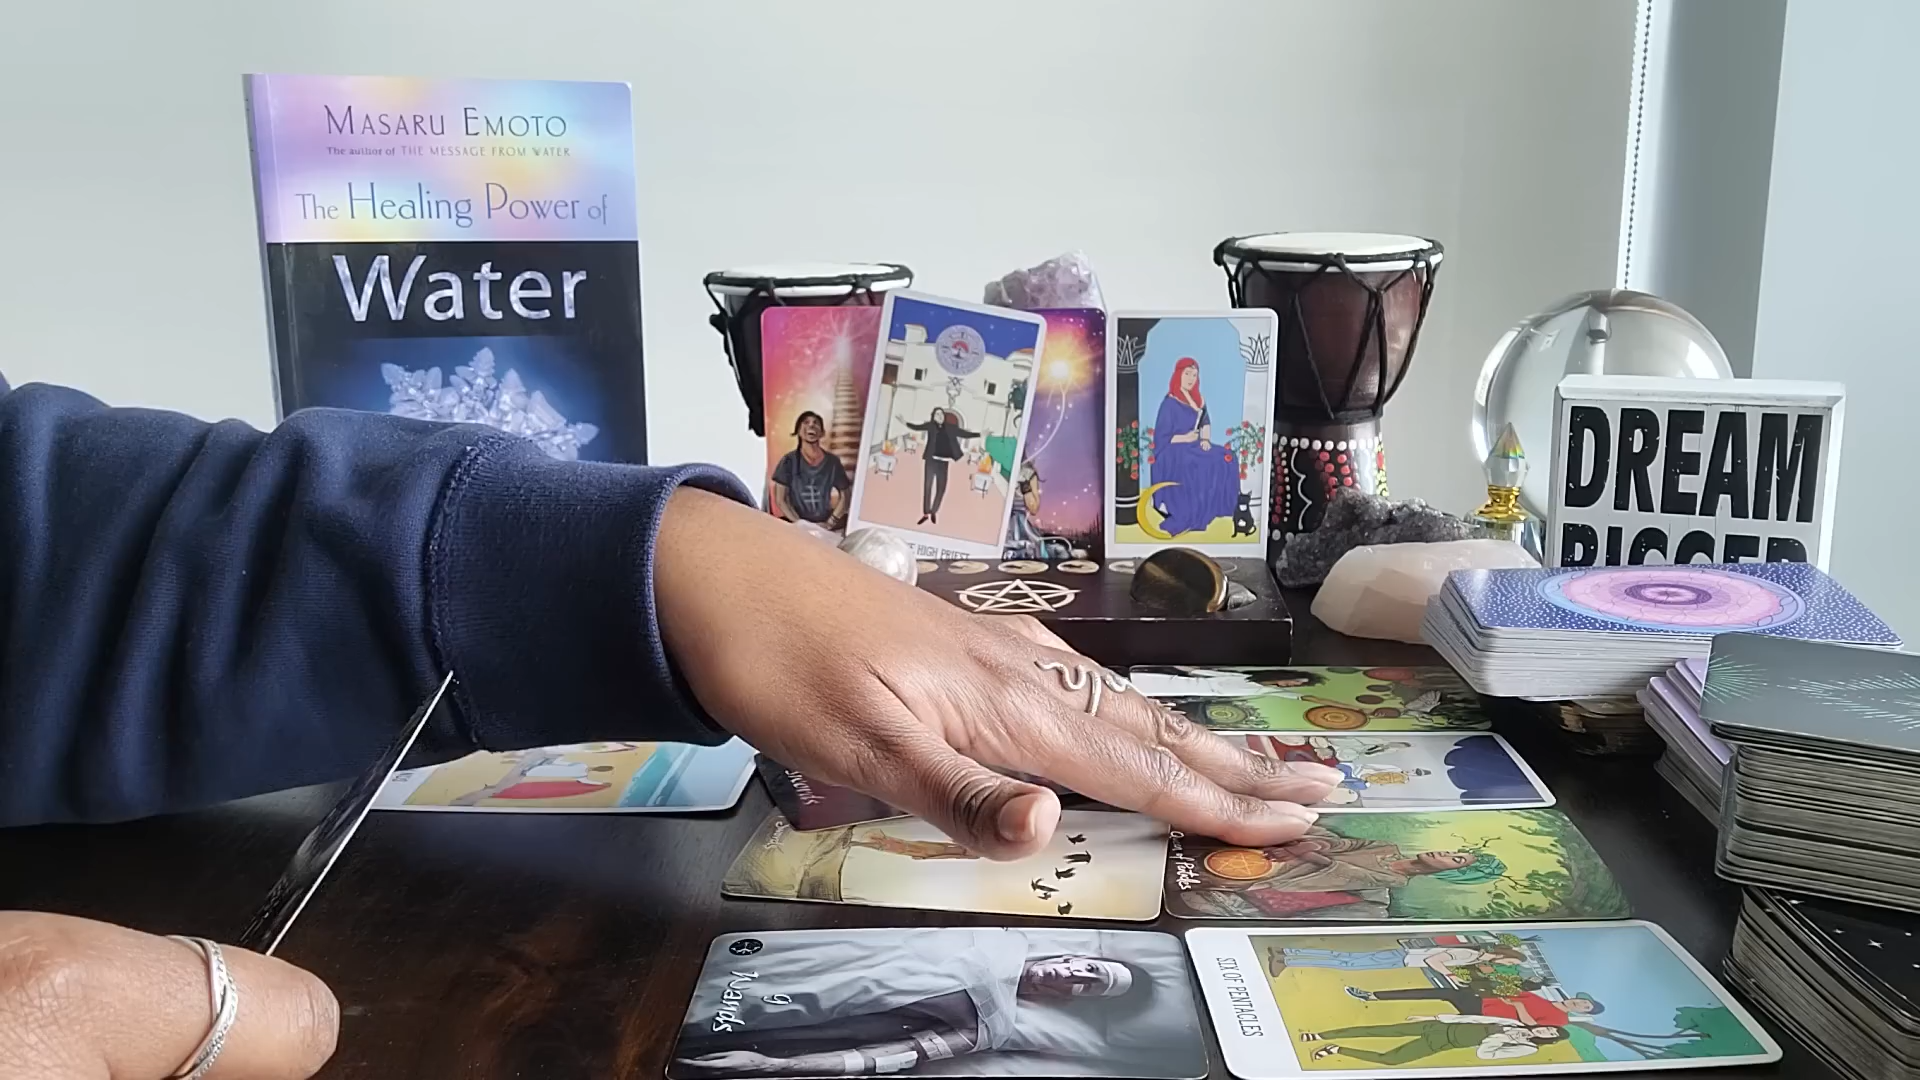 MASARU EMOTO
The author of THE MESSAGE FROM WATER
The Healing Power of
Water
HIGH PRIEST
DREAM
BIGGER
Swords
Queen of Pentacles
9
Wands
SIX OF PENTACLES